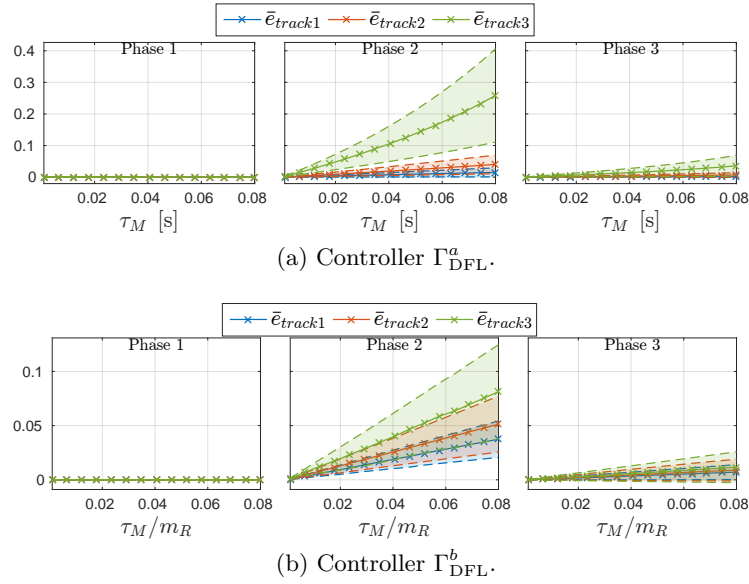 ē_track1 ē_track2 ē_track3
Phase 1 Phase 2 Phase 3
0.4
0.3
0.2
0.1
0
0.02 0.04 0.06 0.08 0.02 0.04 0.06 0.08 0.02 0.04 0.06 0.08
τ_M [s] τ_M [s] τ_M [s]
(a) Controller Γ^a_DFL.
ē_track1 ē_track2 ē_track3
Phase 1 Phase 2 Phase 3
0.1
0.05
0
0.02 0.04 0.06 0.08 0.02 0.04 0.06 0.08 0.02 0.04 0.06 0.08
τ_M/m_R τ_M/m_R τ_M/m_R
(b) Controller Γ^b_DFL.